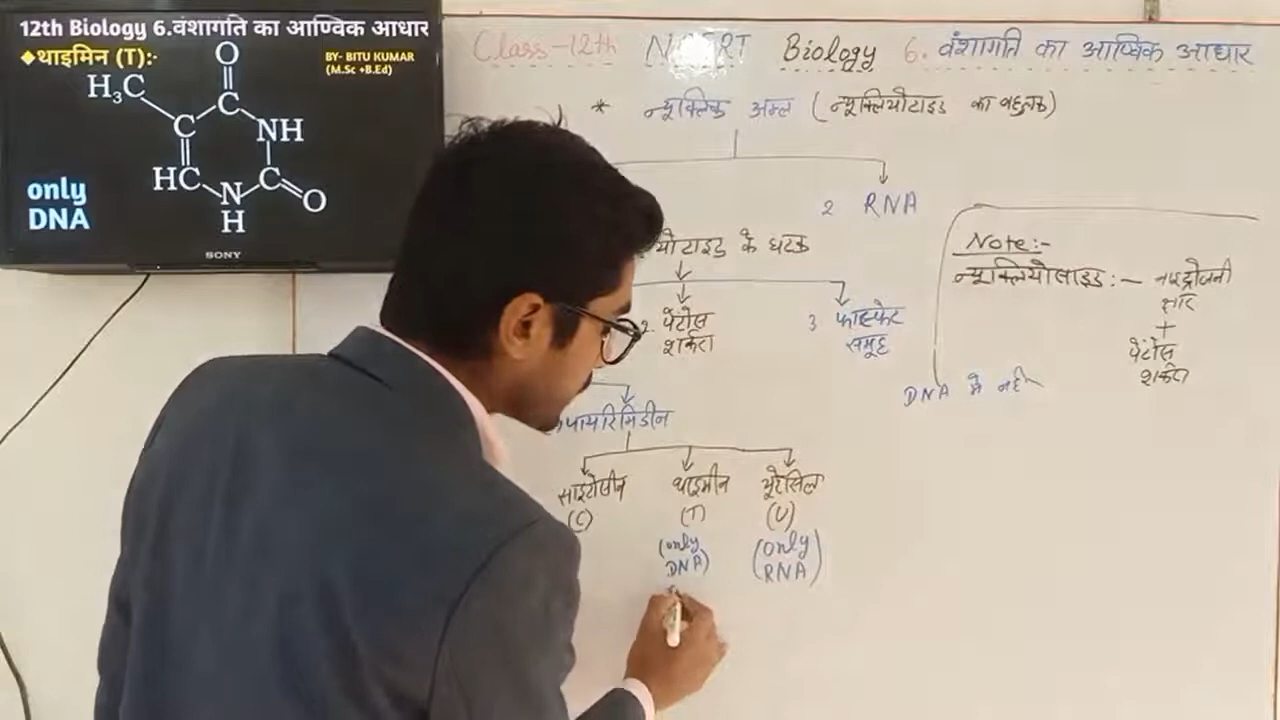 12th Biology 6.वंशागति का आण्विक आधार
◆थाइमिन (T):-
BY- BITU KUMAR
(M.Sc +B.Ed)
O
H₃C
NH
HC
N
H
C
O
only
DNA
SONY
Class-12th NCERT Biology 6. वंशागति का आण्विक आधार
* न्यूक्लिक अम्ल (न्यूक्लियोटाइड का बहुलक)
2 RNA
योटाइड के घटक
2. पेंटोस
शर्करा
3 फास्फेट
समूह
पायरिमिडीन
साइटोसीन
(C)
थाइमीन
(T)
(only
DNA)
यूरेसिल
(U)
(only
RNA)
Note:-
न्यूक्लियोसाइड :- नाइट्रोजनी
क्षार
+
पेंटोस
शर्करा
DNA में नही